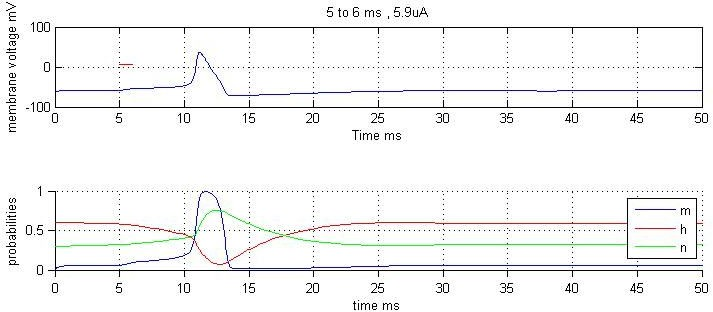 5 to 6 ms , 5.9uA
membrane voltage mV
100
0
-100
0 5 10 15 20 25 30 35 40 45 50
Time ms
probabilities
1
0.5
0
m
h
n
0 5 10 15 20 25 30 35 40 45 50
time ms